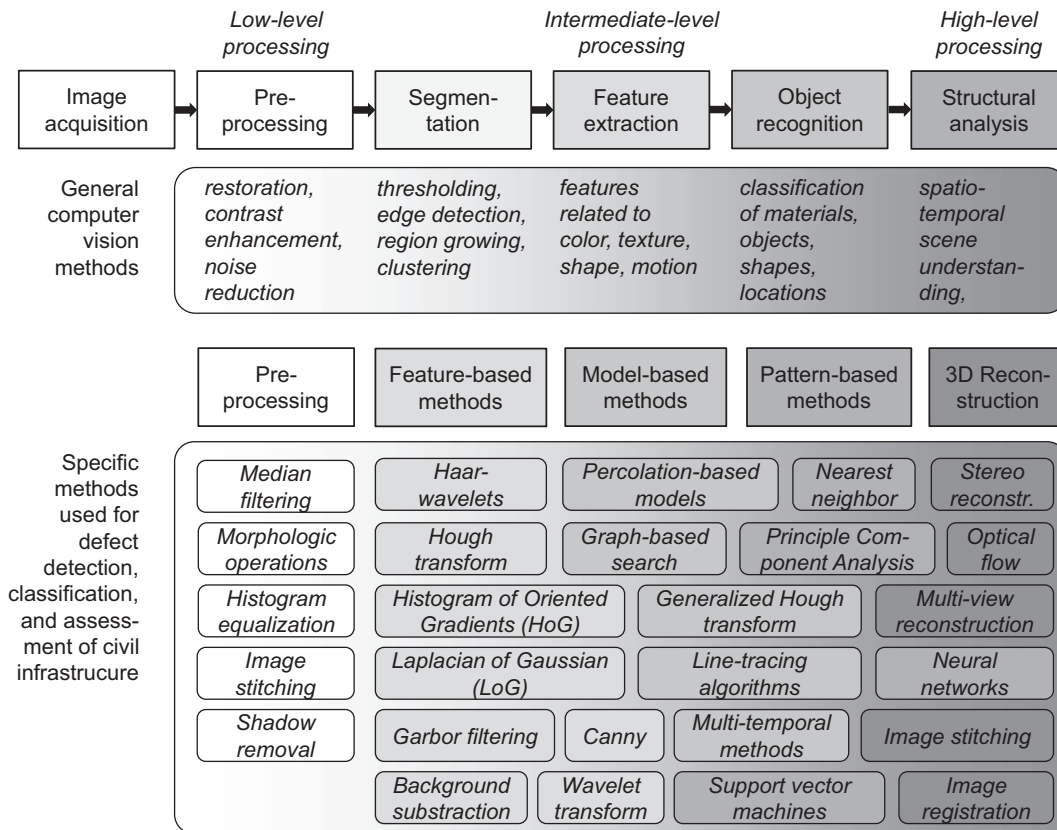 Low-level
processing
Intermediate-level
processing
High-level
processing
Image
acquisition
Pre-
processing
Segmen-
tation
Feature
extraction
Object
recognition
Structural
analysis
General
computer
vision
methods
restoration,
contrast
enhancement,
noise
reduction
thresholding,
edge detection,
region growing,
clustering
features
related to
color, texture,
shape, motion
classification
of materials,
objects,
shapes,
locations
spatio-
temporal
scene
understan-
ding,
Pre-
processing
Feature-based
methods
Model-based
methods
Pattern-based
methods
3D Recon-
struction
Specific
methods
used for
defect
detection,
classification,
and assess-
ment of civil
infrastrucure
Median
filtering
Haar-
wavelets
Percolation-based
models
Nearest
neighbor
Stereo
reconstr.
Morphologic
operations
Hough
transform
Graph-based
search
Principle Com-
ponent Analysis
Optical
flow
Histogram
equalization
Histogram of Oriented
Gradients (HoG)
Generalized Hough
transform
Multi-view
reconstruction
Image
stitching
Laplacian of Gaussian
(LoG)
Line-tracing
algorithms
Neural
networks
Shadow
removal
Garbor filtering
Canny
Multi-temporal
methods
Image stitching
Background
substraction
Wavelet
transform
Support vector
machines
Image
registration